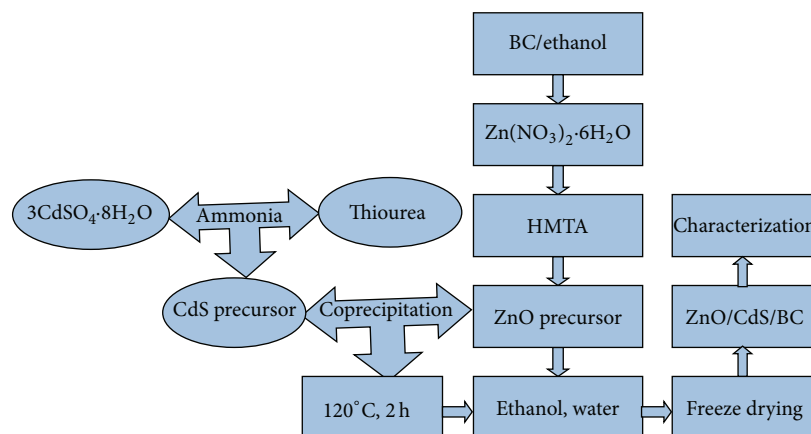 BC/ethanol
Zn(NO₃)₂·6H₂O
3CdSO₄·8H₂O
Ammonia
Thiourea
HMTA
Characterization
CdS precursor
Coprecipitation
ZnO precursor
ZnO/CdS/BC
120°C, 2 h
Ethanol, water
Freeze drying